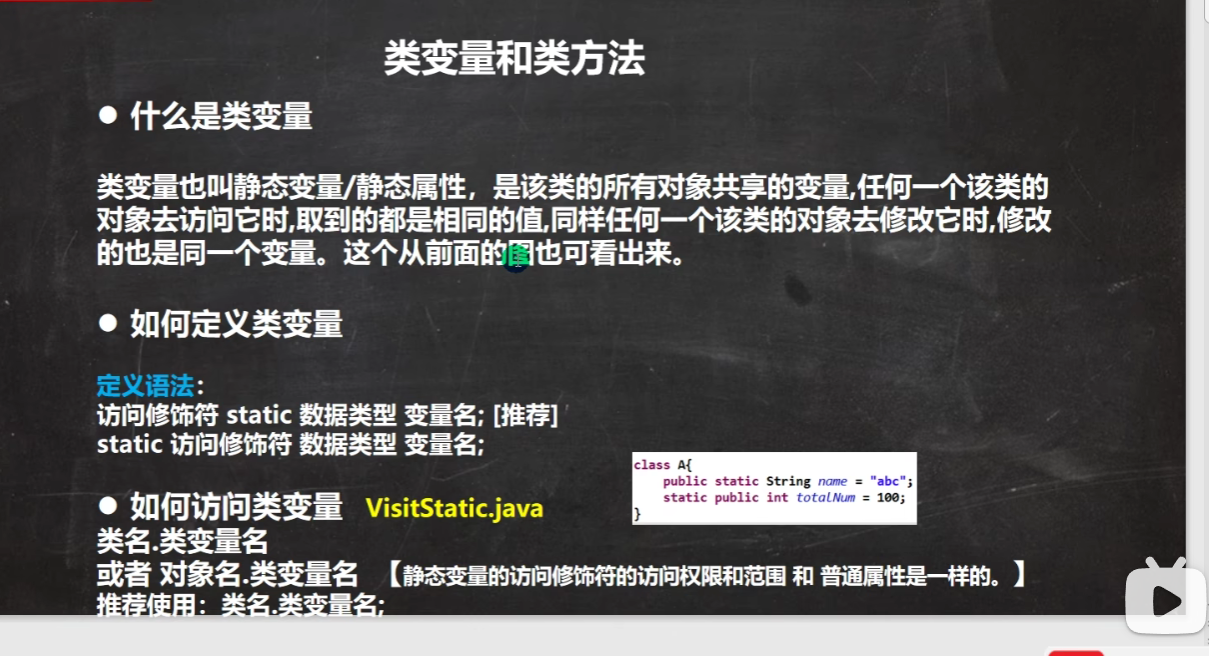 类变量和类方法
● 什么是类变量
类变量也叫静态变量/静态属性，是该类的所有对象共享的变量,任何一个该类的
对象去访问它时,取到的都是相同的值,同样任何一个该类的对象去修改它时,修改
的也是同一个变量。这个从前面的图也可看出来。
● 如何定义类变量
定义语法：
访问修饰符 static 数据类型 变量名; [推荐]
static 访问修饰符 数据类型 变量名;
class A{
public static String name = "abc";
static public int totalNum = 100;
}
● 如何访问类变量 VisitStatic.java
类名.类变量名
或者 对象名.类变量名 【静态变量的访问修饰符的访问权限和范围 和 普通属性是一样的。】
推荐使用：类名.类变量名;